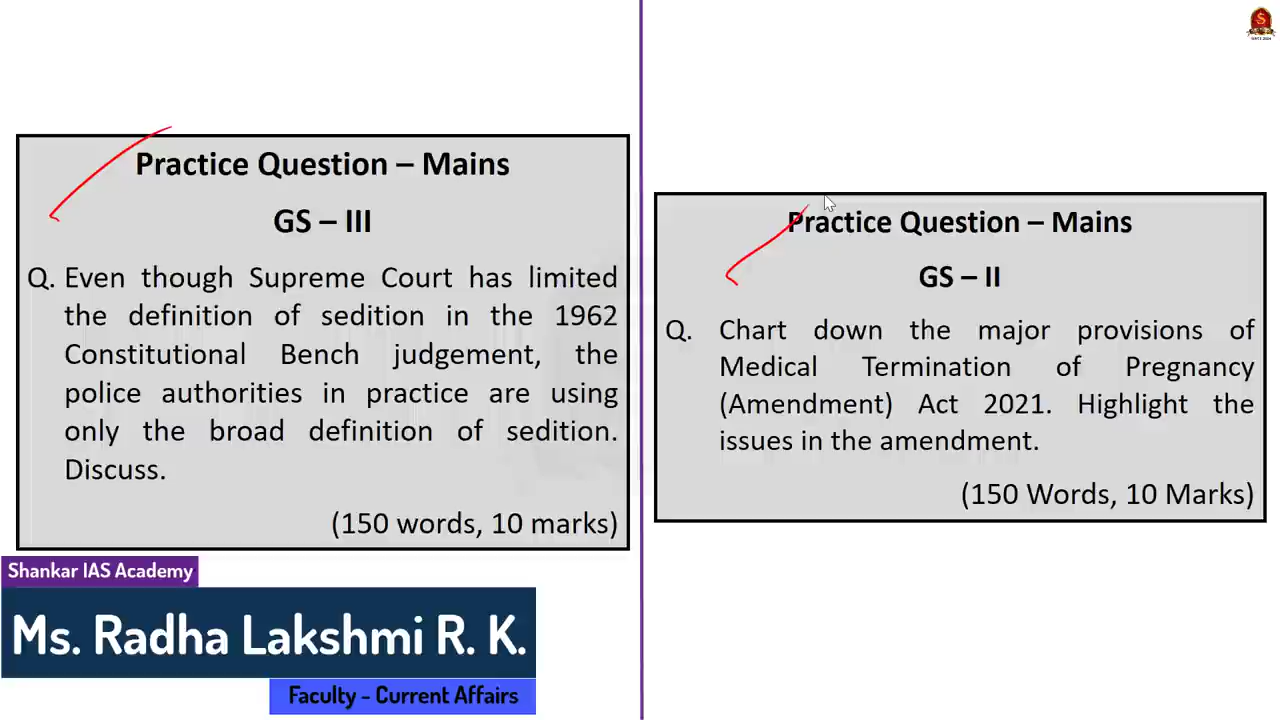 Practice Question – Mains
GS – III
Q. Even though Supreme Court has limited
the definition of sedition in the 1962
Constitutional Bench judgement, the
police authorities in practice are using
only the broad definition of sedition.
Discuss.
(150 words, 10 marks)
Practice Question – Mains
GS – II
Q. Chart down the major provisions of
Medical Termination of Pregnancy
(Amendment) Act 2021. Highlight the
issues in the amendment.
(150 Words, 10 Marks)
Shankar IAS Academy
Ms. Radha Lakshmi R. K.
Faculty - Current Affairs